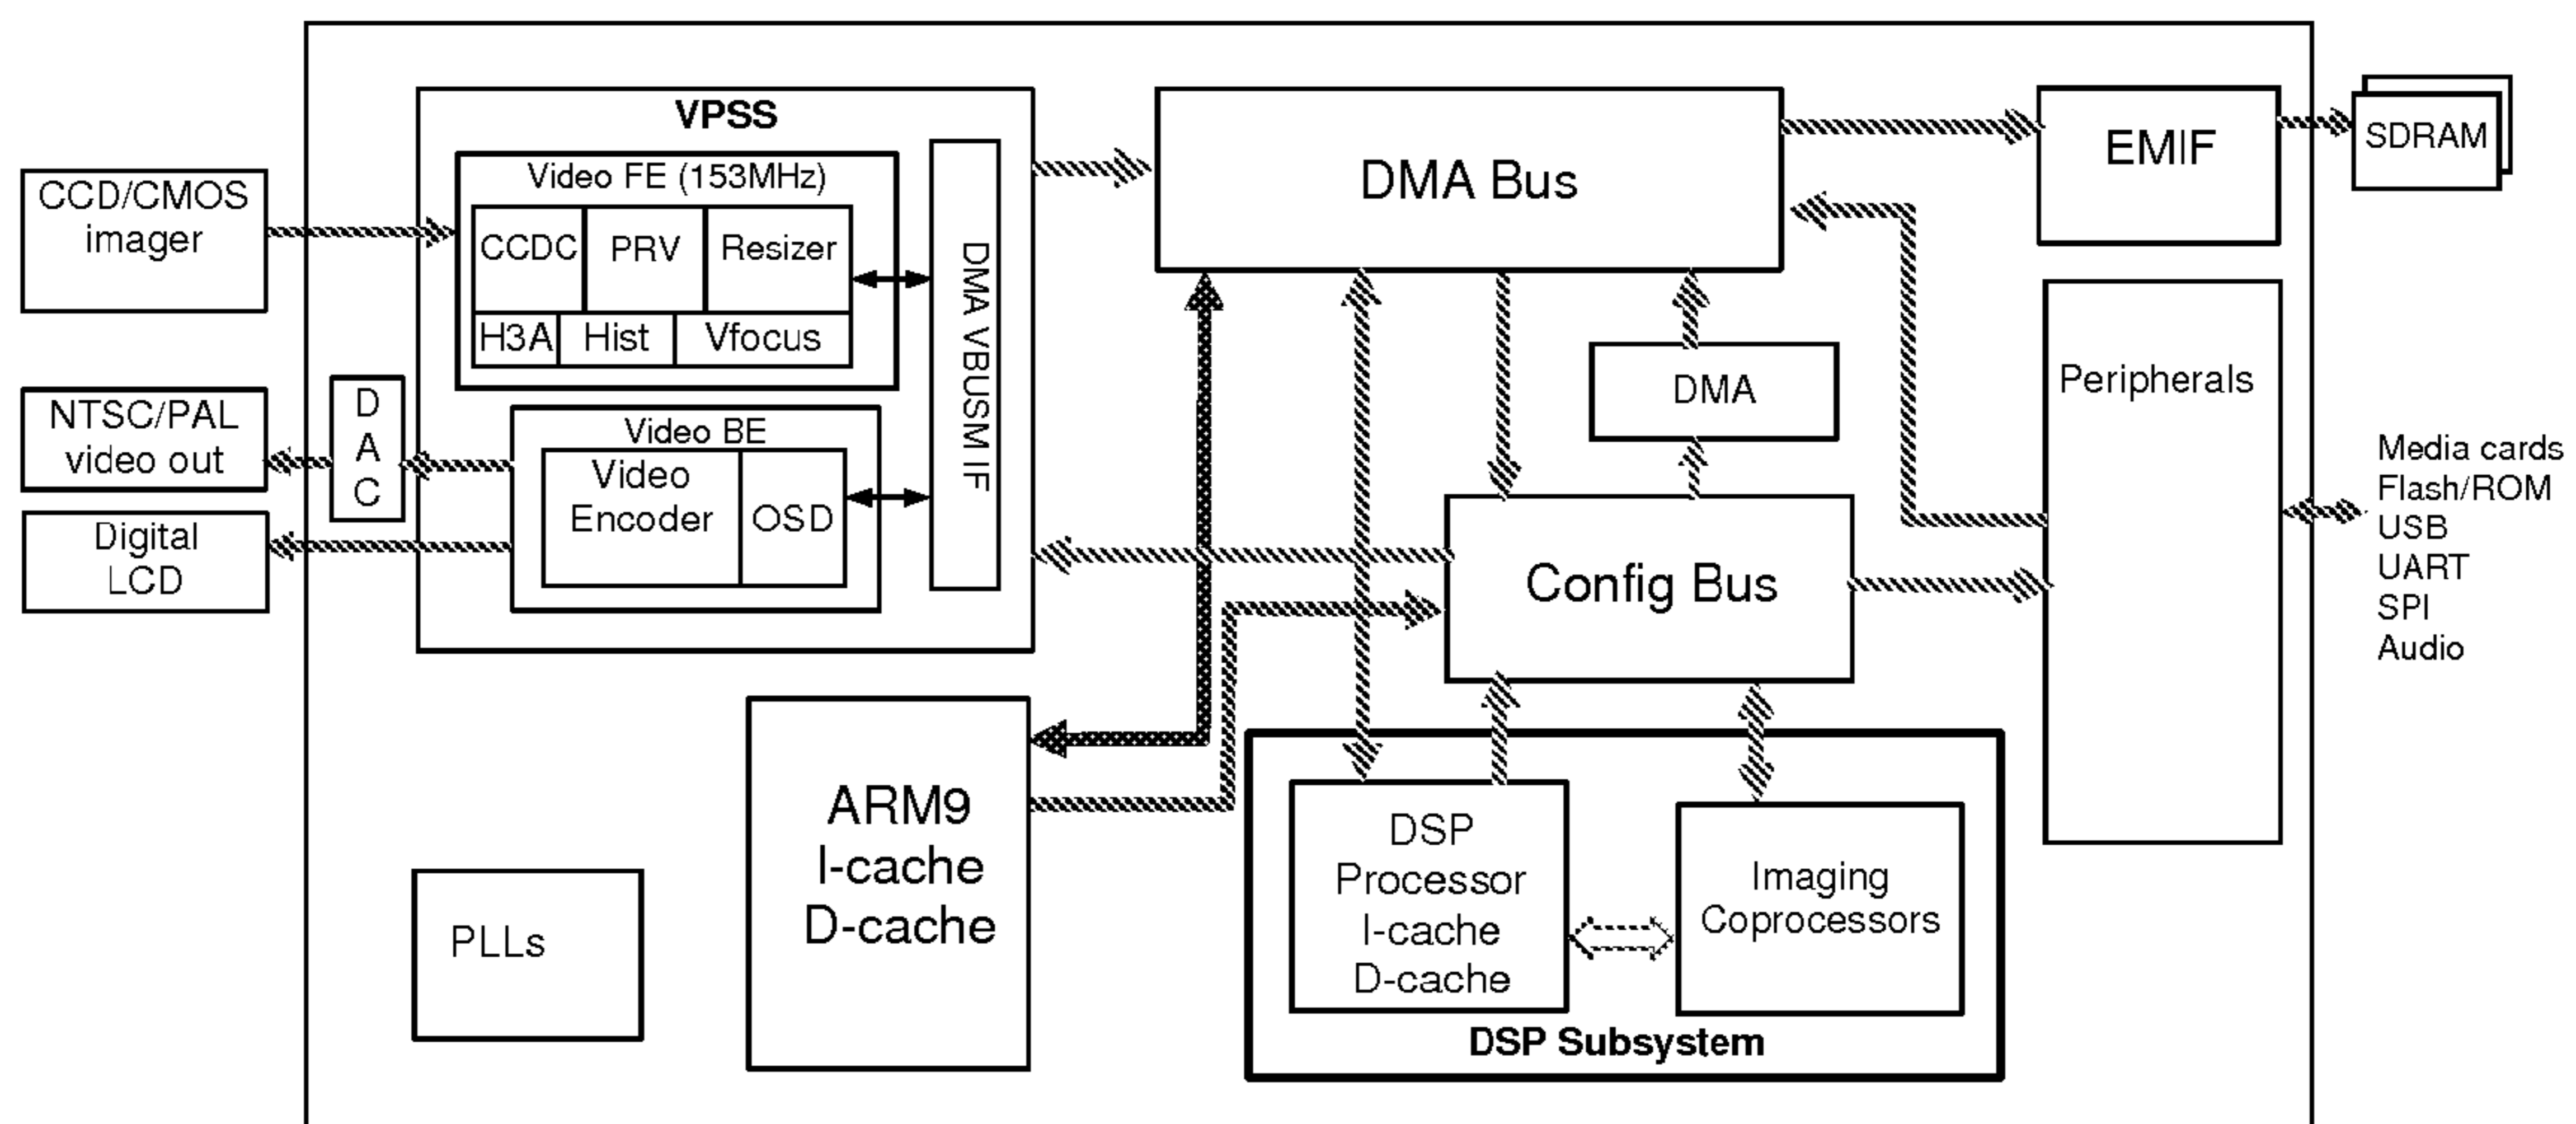 VPSS
Video FE (153MHz)
CCDC
PRV
Resizer
H3A
Hist
Vfocus
DMA VBUSM IF
CCD/CMOS
imager
NTSC/PAL
video out
D
A
C
Digital
LCD
Video BE
Video
Encoder
OSD
DMA Bus
EMIF
SDRAM
DMA
Peripherals
Config Bus
Media cards
Flash/ROM
USB
UART
SPI
Audio
ARM9
I-cache
D-cache
PLLs
DSP
Processor
I-cache
D-cache
Imaging
Coprocessors
DSP Subsystem